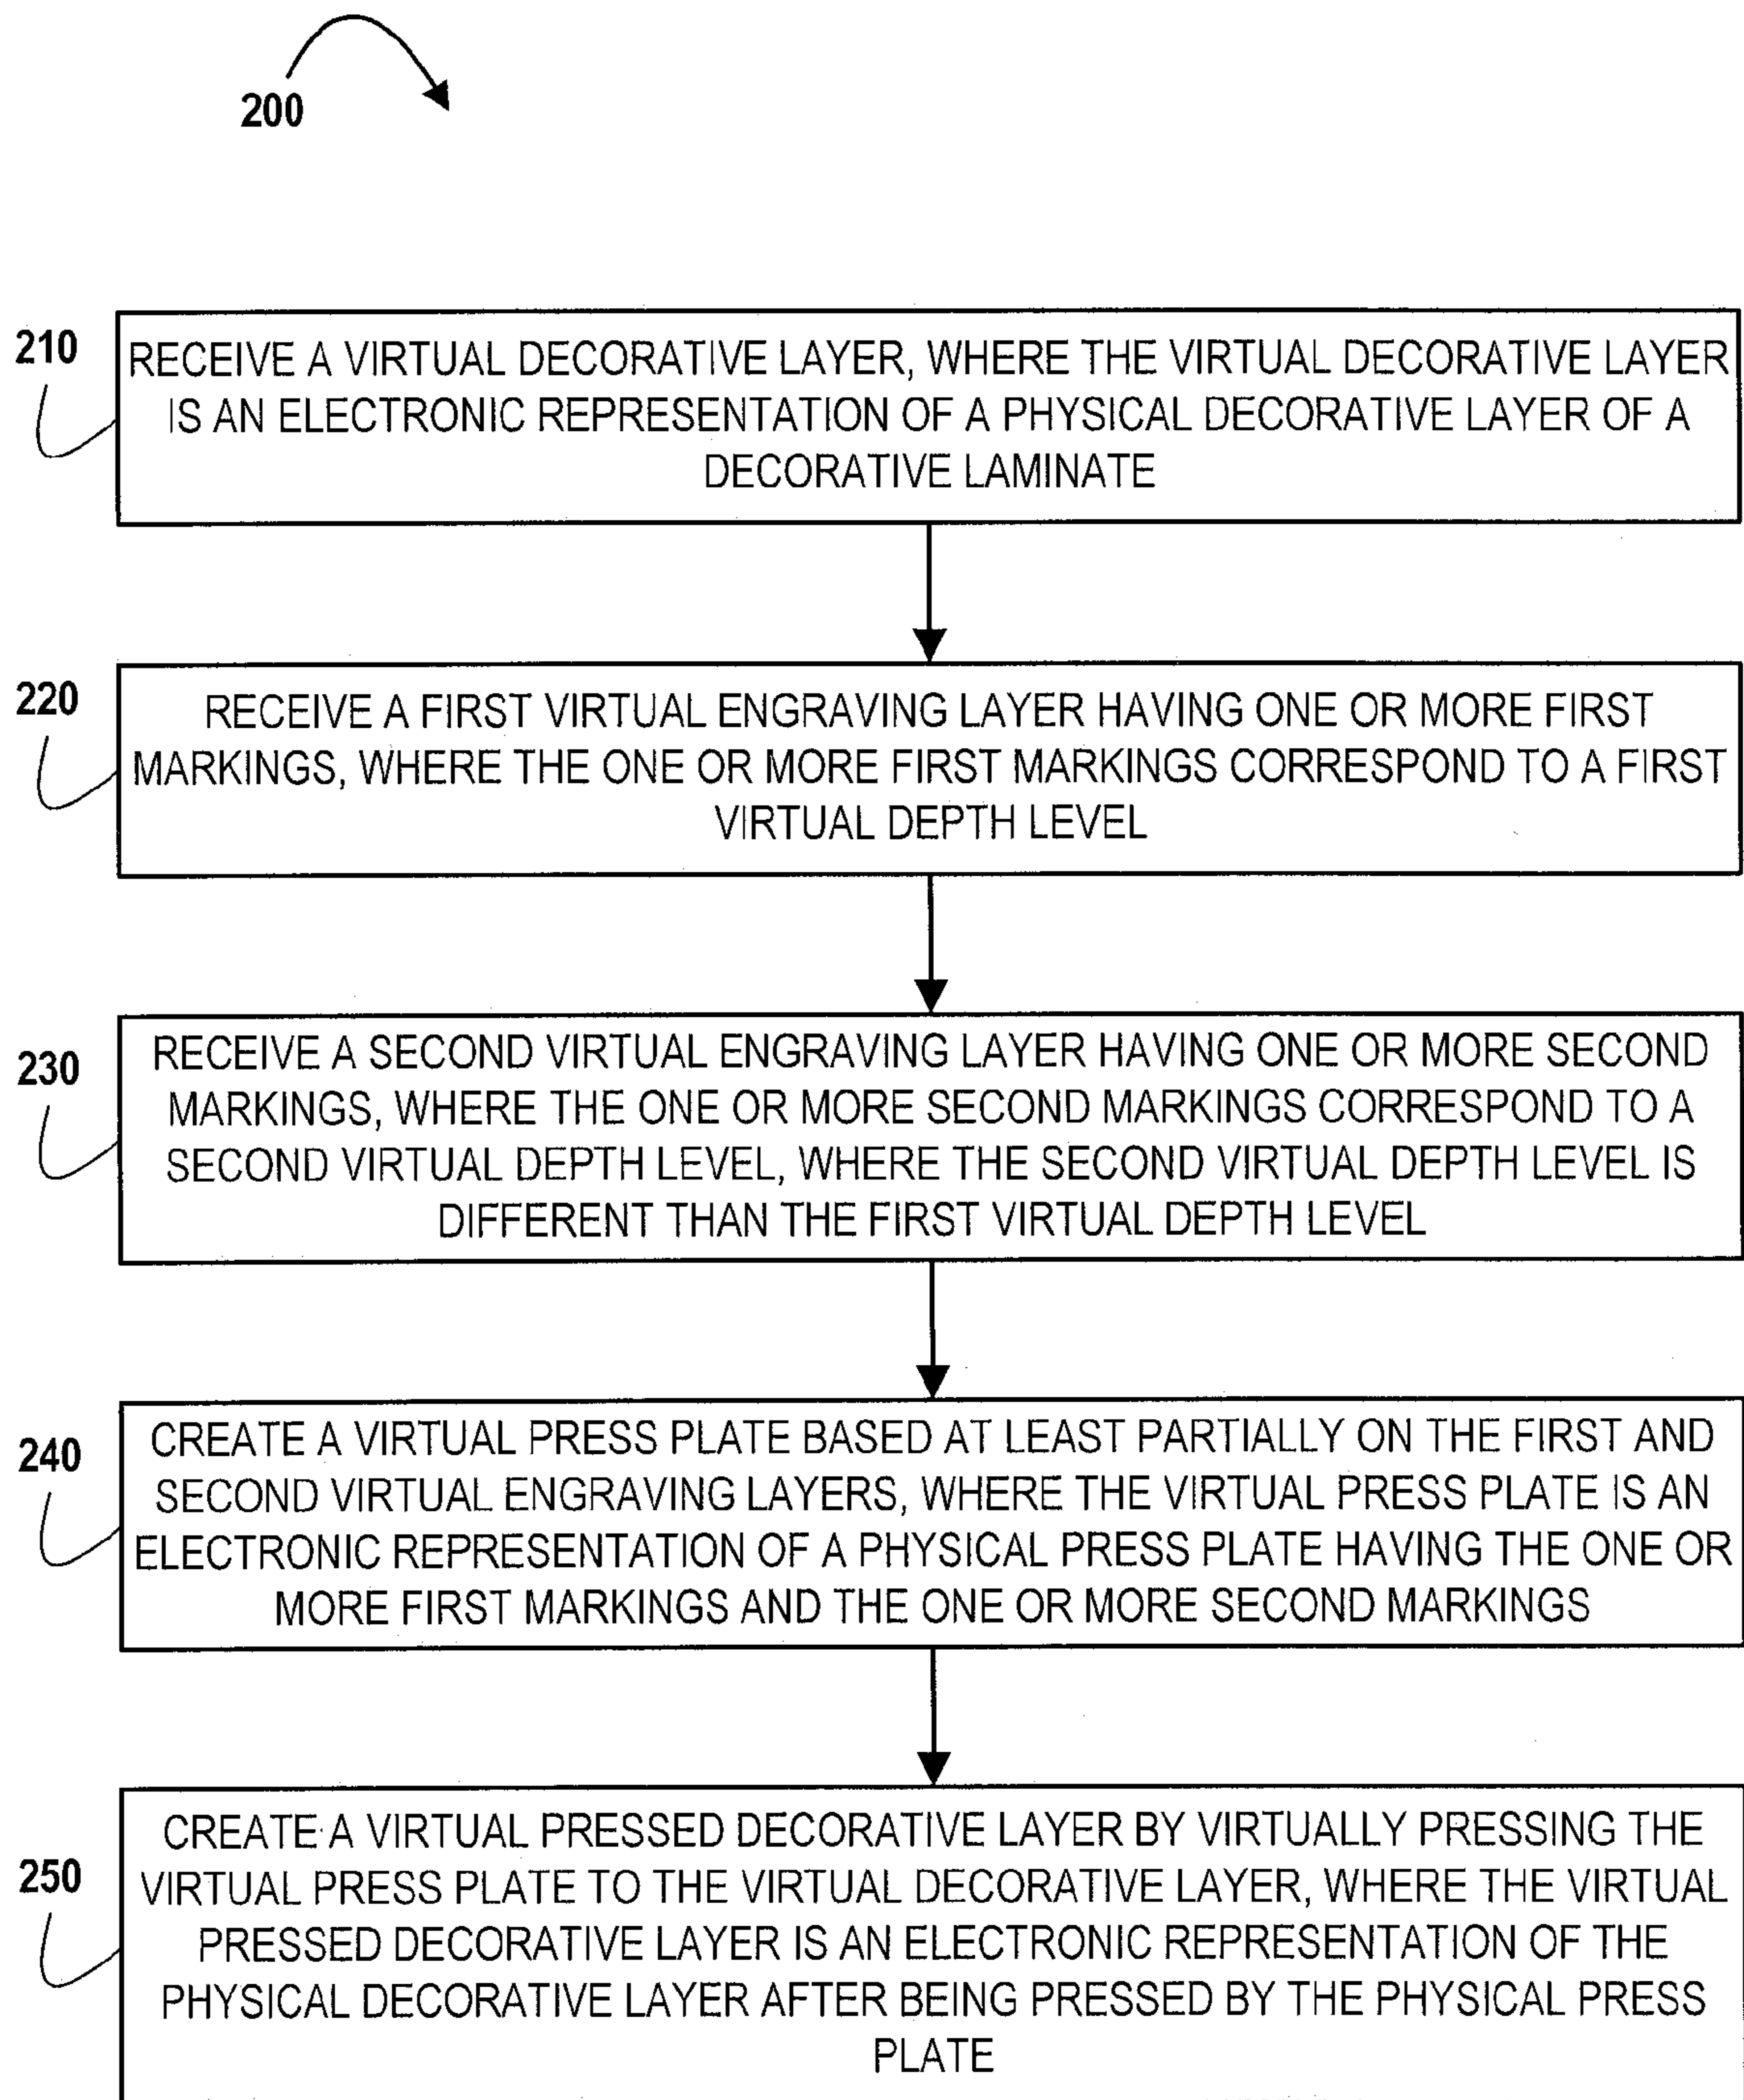 200
210
RECEIVE A VIRTUAL DECORATIVE LAYER, WHERE THE VIRTUAL DECORATIVE LAYER
IS AN ELECTRONIC REPRESENTATION OF A PHYSICAL DECORATIVE LAYER OF A
DECORATIVE LAMINATE
220
RECEIVE A FIRST VIRTUAL ENGRAVING LAYER HAVING ONE OR MORE FIRST
MARKINGS, WHERE THE ONE OR MORE FIRST MARKINGS CORRESPOND TO A FIRST
VIRTUAL DEPTH LEVEL
230
RECEIVE A SECOND VIRTUAL ENGRAVING LAYER HAVING ONE OR MORE SECOND
MARKINGS, WHERE THE ONE OR MORE SECOND MARKINGS CORRESPOND TO A
SECOND VIRTUAL DEPTH LEVEL, WHERE THE SECOND VIRTUAL DEPTH LEVEL IS
DIFFERENT THAN THE FIRST VIRTUAL DEPTH LEVEL
240
CREATE A VIRTUAL PRESS PLATE BASED AT LEAST PARTIALLY ON THE FIRST AND
SECOND VIRTUAL ENGRAVING LAYERS, WHERE THE VIRTUAL PRESS PLATE IS AN
ELECTRONIC REPRESENTATION OF A PHYSICAL PRESS PLATE HAVING THE ONE OR
MORE FIRST MARKINGS AND THE ONE OR MORE SECOND MARKINGS
250
CREATE A VIRTUAL PRESSED DECORATIVE LAYER BY VIRTUALLY PRESSING THE
VIRTUAL PRESS PLATE TO THE VIRTUAL DECORATIVE LAYER, WHERE THE VIRTUAL
PRESSED DECORATIVE LAYER IS AN ELECTRONIC REPRESENTATION OF THE
PHYSICAL DECORATIVE LAYER AFTER BEING PRESSED BY THE PHYSICAL PRESS
PLATE